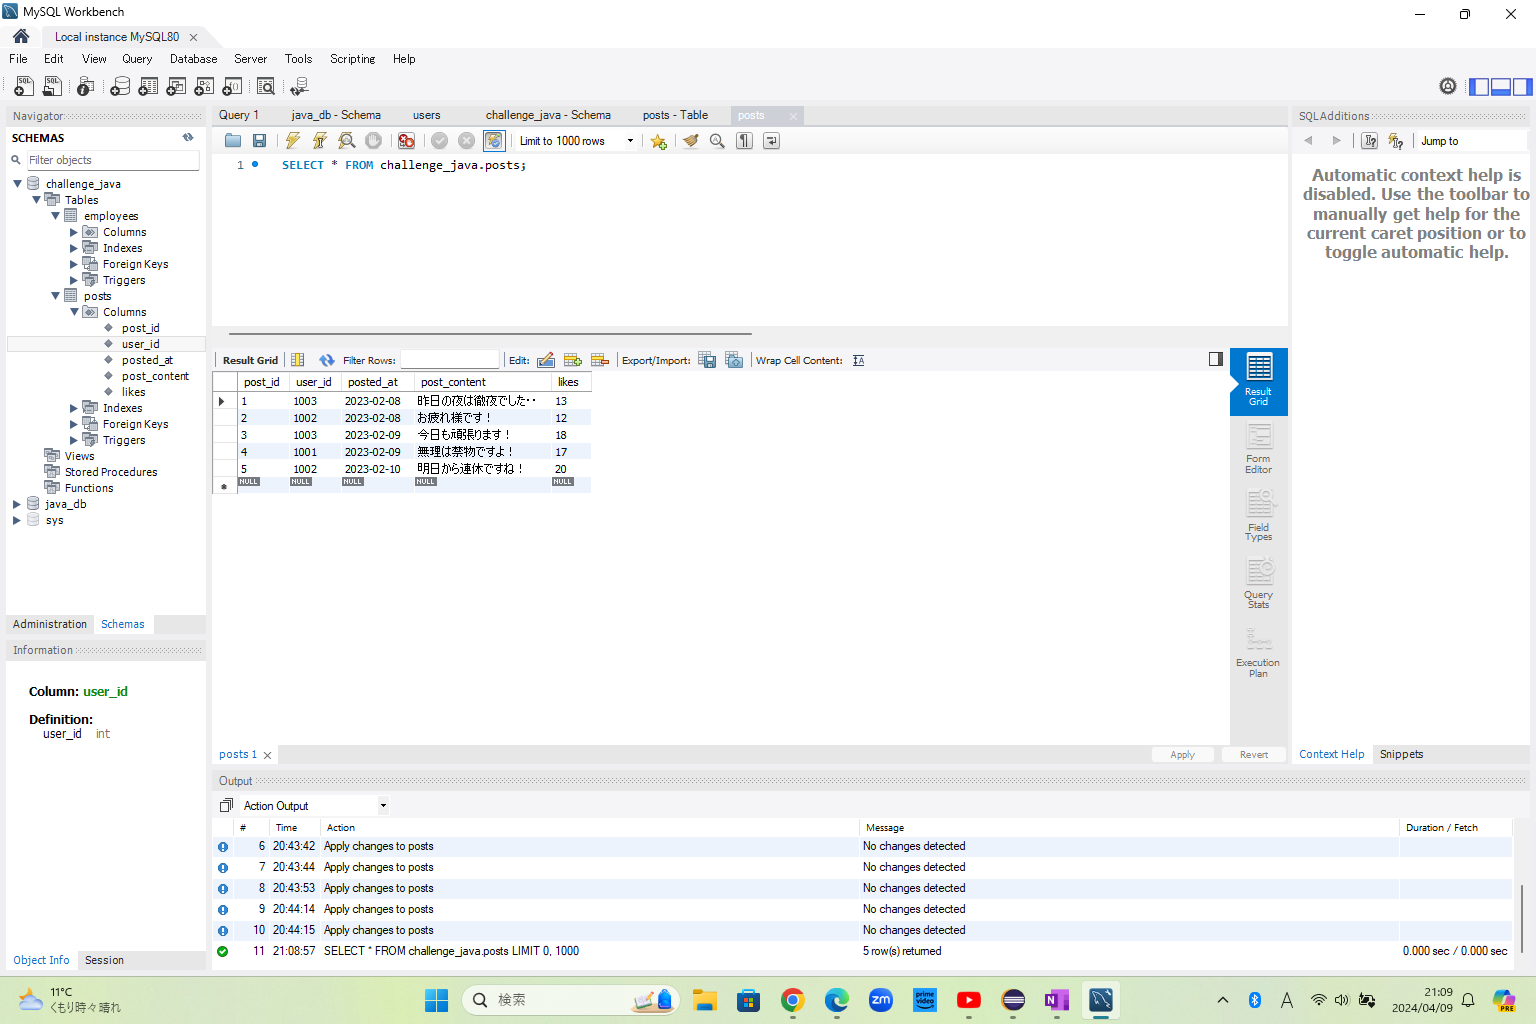 MySQL Workbench
Local instance MySQL80
File Edit View Query Database Server Tools Scripting Help
Navigator
SCHEMAS
Filter objects
challenge_java
Tables
employees
Columns
Indexes
Foreign Keys
Triggers
posts
Columns
post_id
user_id
posted_at
post_content
likes
Indexes
Foreign Keys
Triggers
Views
Stored Procedures
Functions
java_db
sys
Administration Schemas
Information
Column: user_id
Definition:
user_id int
Object Info Session
Query 1 java_db - Schema users challenge_java - Schema posts - Table posts
Limit to 1000 rows
1 SELECT * FROM challenge_java.posts;
Result Grid Filter Rows: Edit: Export/Import: Wrap Cell Content:
post_id user_id posted_at post_content likes
1 1003 2023-02-08 昨日の夜は徹夜でした・・ 13
2 1002 2023-02-08 お疲れ様です！ 12
3 1003 2023-02-09 今日も頑張ります！ 18
4 1001 2023-02-09 無理は禁物ですよ！ 17
5 1002 2023-02-10 明日から連休ですね！ 20
NULL NULL NULL NULL NULL
Result
Grid
Form
Editor
Field
Types
Query
Stats
Execution
Plan
posts 1 Apply Revert
SQLAdditions
Jump to
Automatic context help is
disabled. Use the toolbar to
manually get help for the
current caret position or to
toggle automatic help.
Context Help Snippets
Output
Action Output
# Time Action Message Duration / Fetch
6 20:43:42 Apply changes to posts No changes detected
7 20:43:44 Apply changes to posts No changes detected
8 20:43:53 Apply changes to posts No changes detected
9 20:44:14 Apply changes to posts No changes detected
10 20:44:15 Apply changes to posts No changes detected
11 21:08:57 SELECT * FROM challenge_java.posts LIMIT 0, 1000 5 row(s) returned 0.000 sec / 0.000 sec
11°C
くもり時々晴れ
検索
zm
prime
video
A
21:09
2024/04/09
PRE